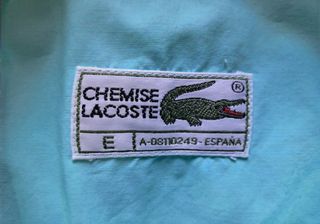 CHEMISE ®
LACOSTE
E A-08110249-ESPAÑA